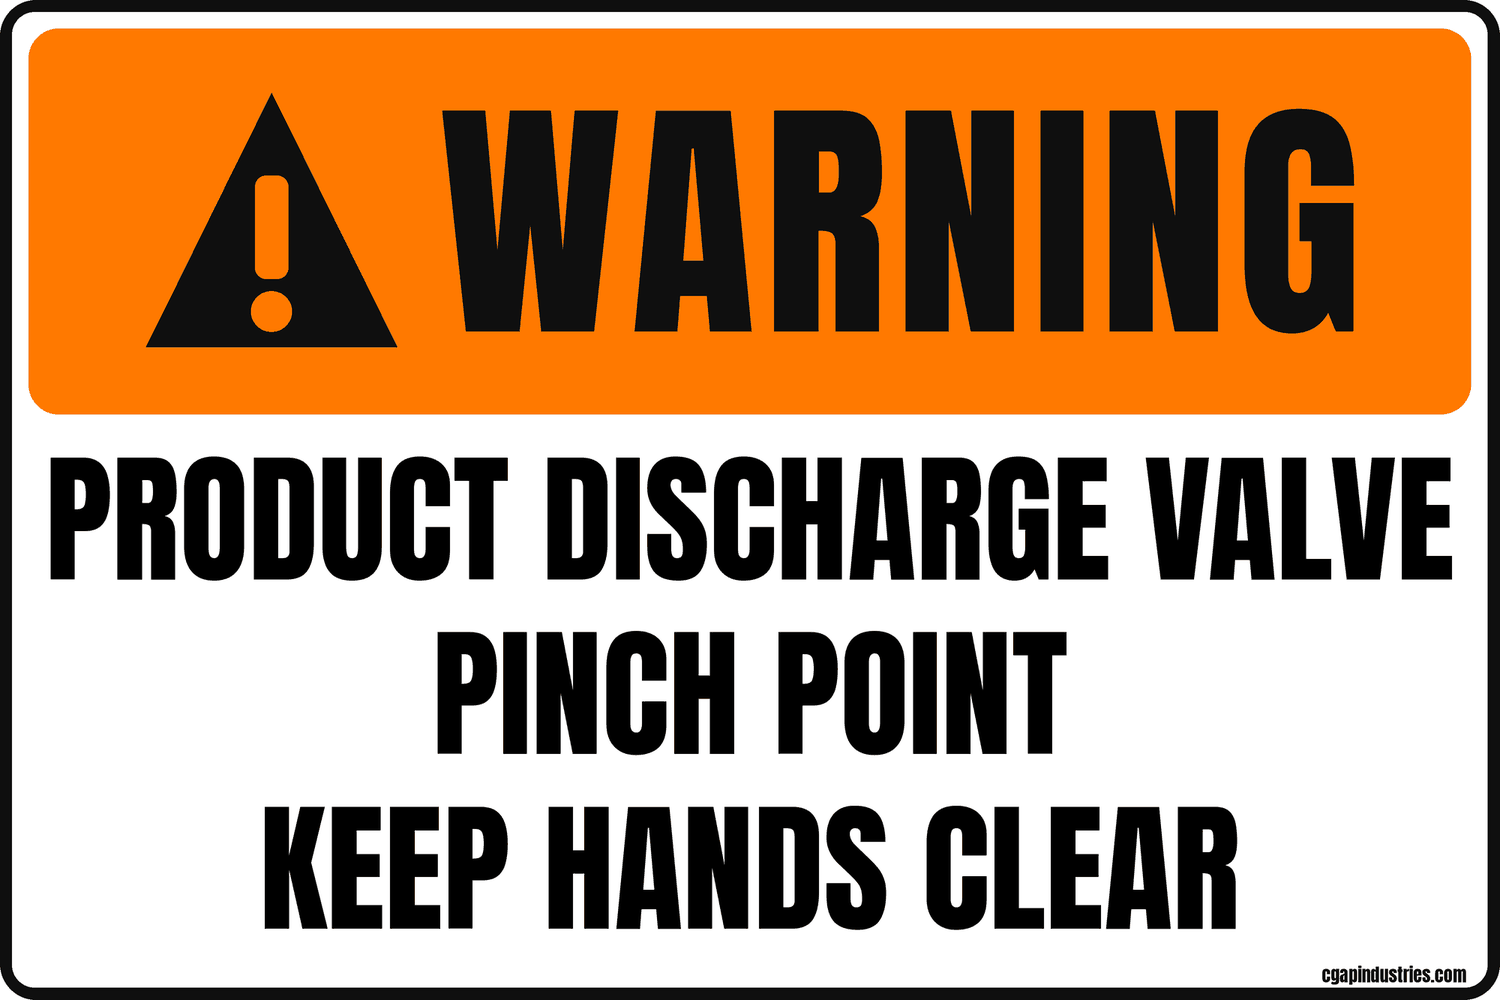 WARNING
PRODUCT DISCHARGE VALVE
PINCH POINT
KEEP HANDS CLEAR
cgapindustries.com